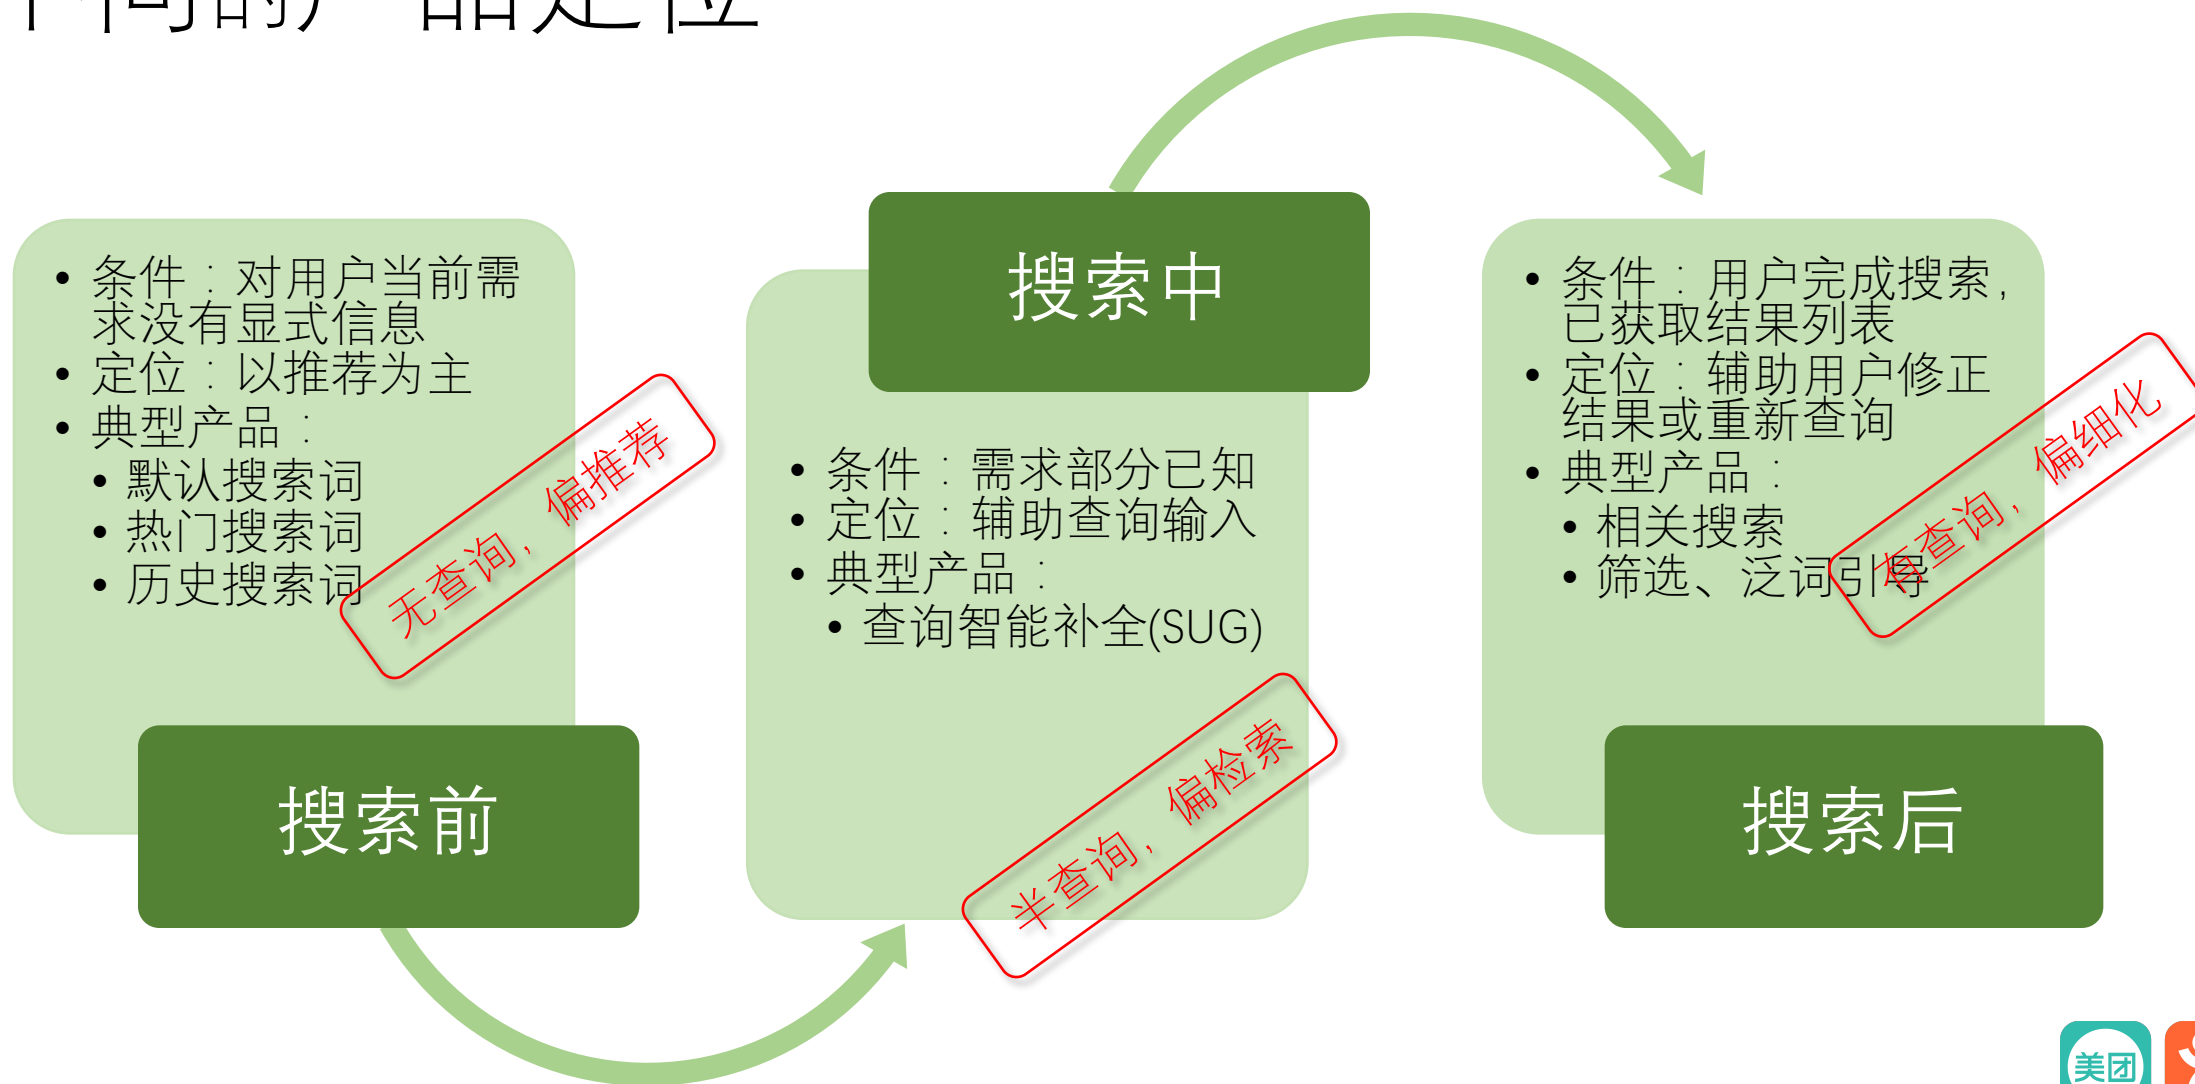 不同的产品定位
• 条件：对用户当前需
求没有显式信息
• 定位：以推荐为主
• 典型产品：
• 默认搜索词
• 热门搜索词
• 历史搜索词
无查询，偏推荐
搜索前
搜索中
• 条件：需求部分已知
• 定位：辅助查询输入
• 典型产品：
• 查询智能补全(SUG)
半查询，偏检索
• 条件：用户完成搜索，
已获取结果列表
• 定位：辅助用户修正
结果或重新查询
• 典型产品：
• 相关搜索
• 筛选、泛词引导
有查询，偏细化
搜索后
美团